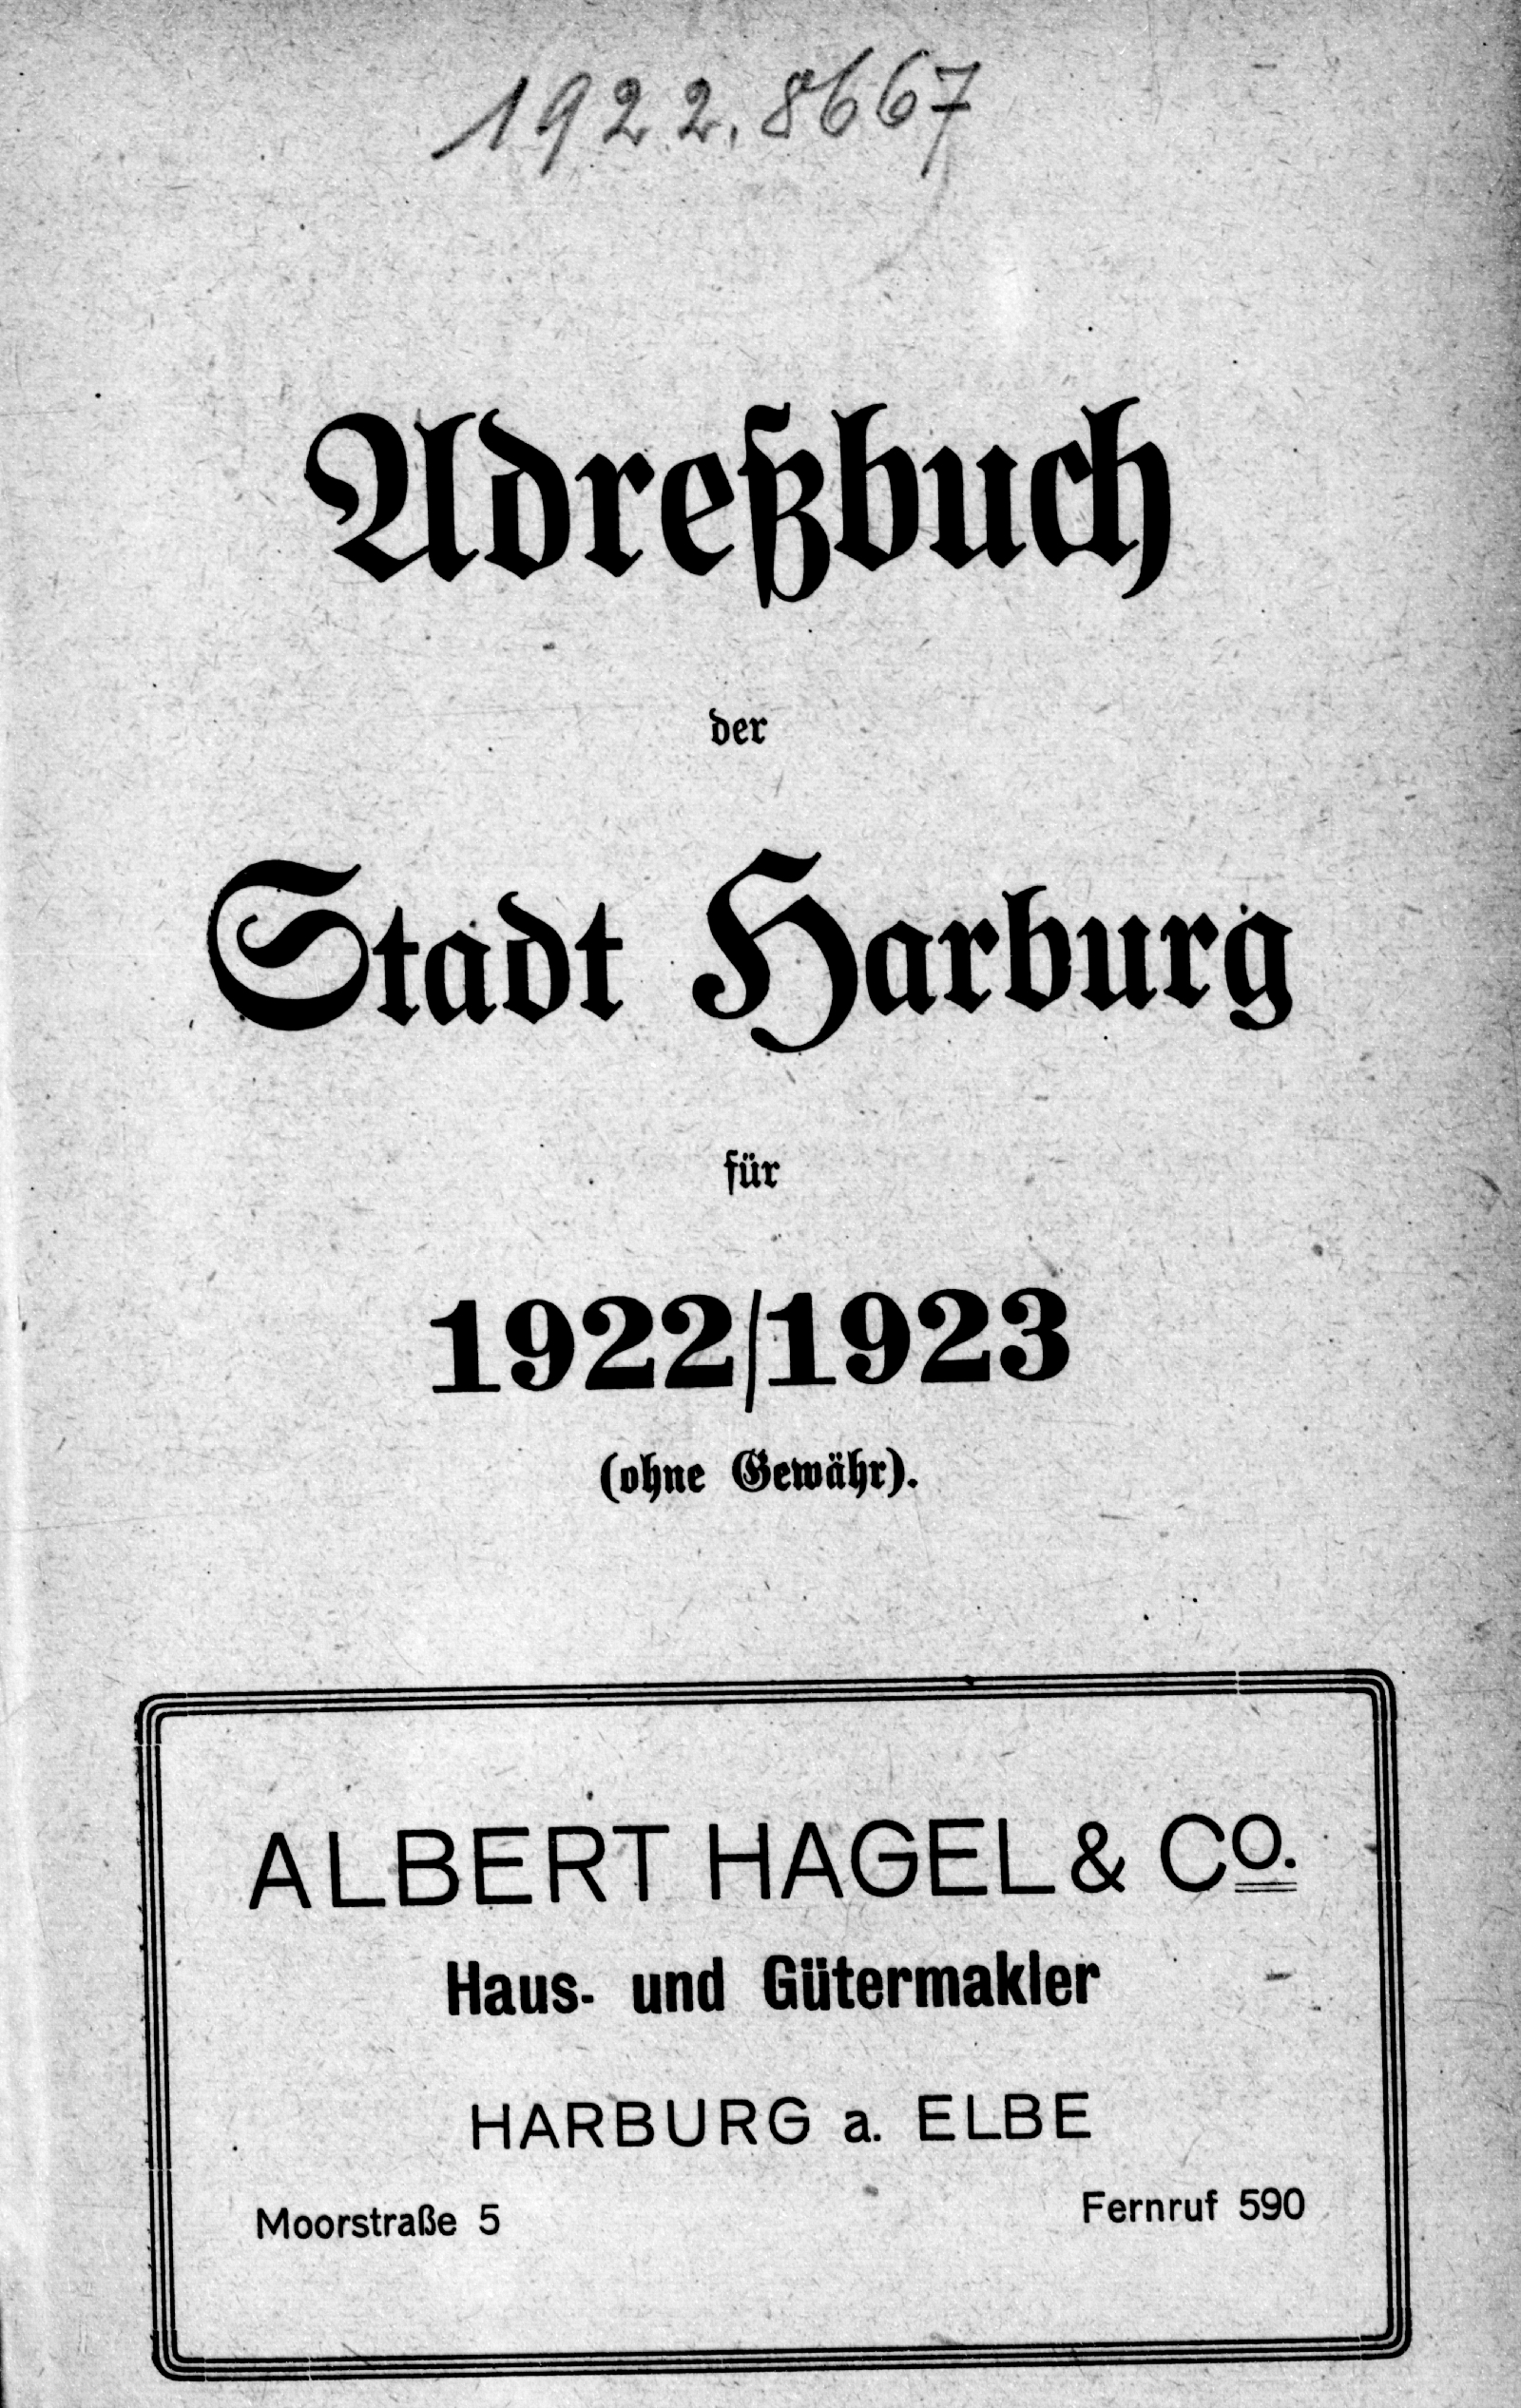 1922.8667
Adreßbuch
der
Stadt Harburg
für
1922/1923
(ohne Gewähr).
ALBERT HAGEL & Co.
Haus- und Gütermakler
HARBURG a. ELBE
Moorstraße 5 Fernruf 590